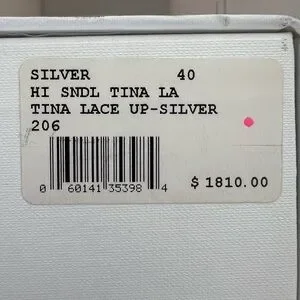 SILVER 40
HI SNDL TINA LA
TINA LACE UP-SILVER
206
0 60141 35398 4
$ 1810.00